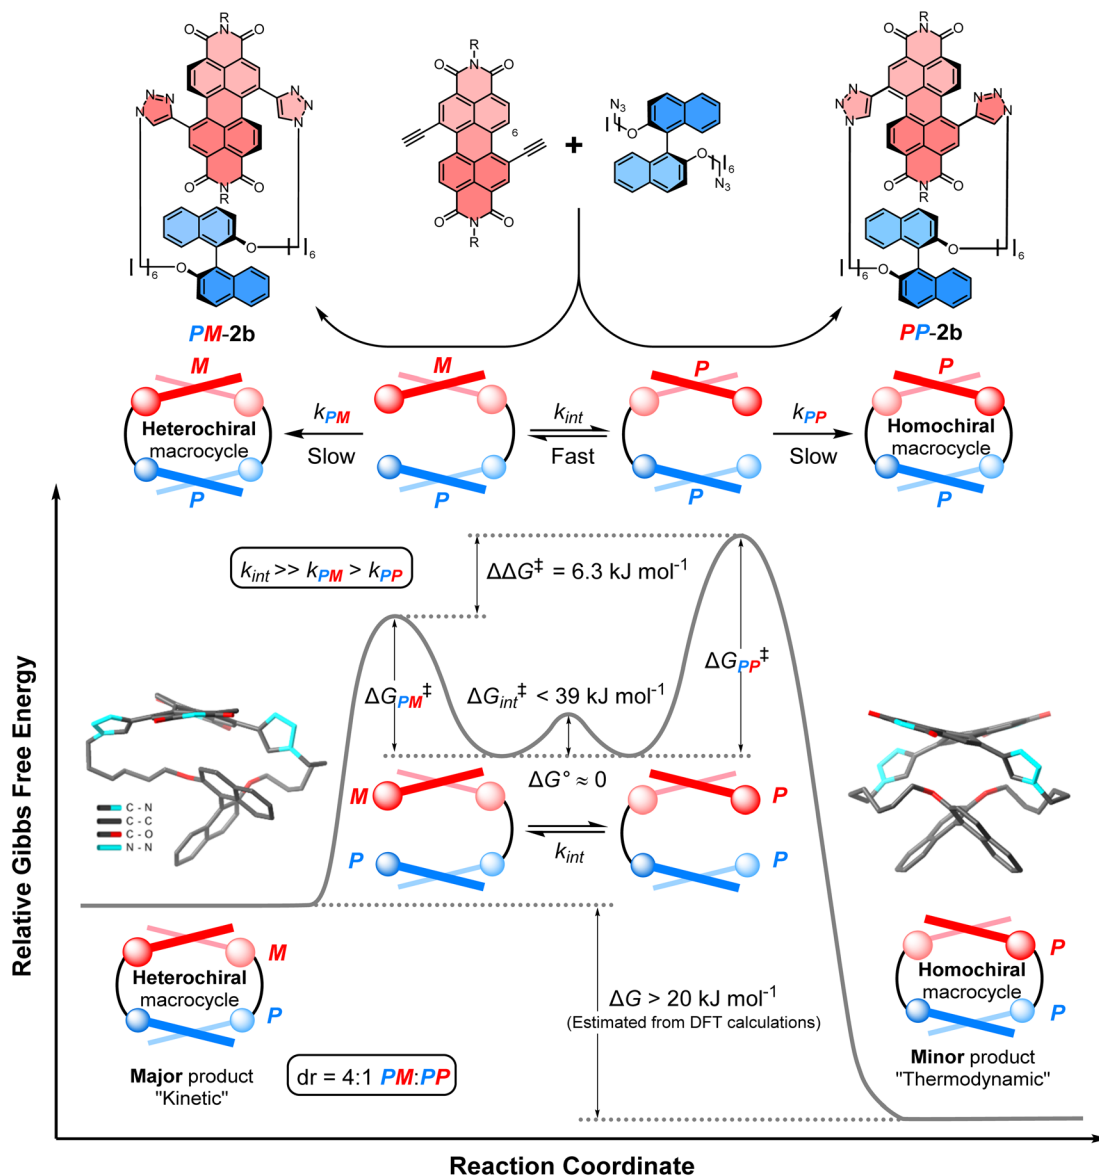 R
O N O
N N N
N N N
O N O
R
O
O
6
6
PM-2b
R
O N O
6
O N O
R
+
N3
O
O
6
N3
R
O N O
N N N
N N N
O N O
R
O
O
6
6
PP-2b
M
Heterochiral
macrocycle
P
kPM
Slow
M
P
kint
Fast
P
P
kPP
Slow
P
Homochiral
macrocycle
P
kint >> kPM > kPP
ΔΔG‡ = 6.3 kJ mol-1
ΔGPM‡
ΔGint‡ < 39 kJ mol-1
ΔGPP‡
ΔG° ≈ 0
C - N
C - C
C - O
N - N
M
P
kint
P
P
Heterochiral
macrocycle
M
P
Major product
"Kinetic"
dr = 4:1 PM:PP
ΔG > 20 kJ mol-1
(Estimated from DFT calculations)
Homochiral
macrocycle
P
P
Minor product
"Thermodynamic"
Relative Gibbs Free Energy
Reaction Coordinate